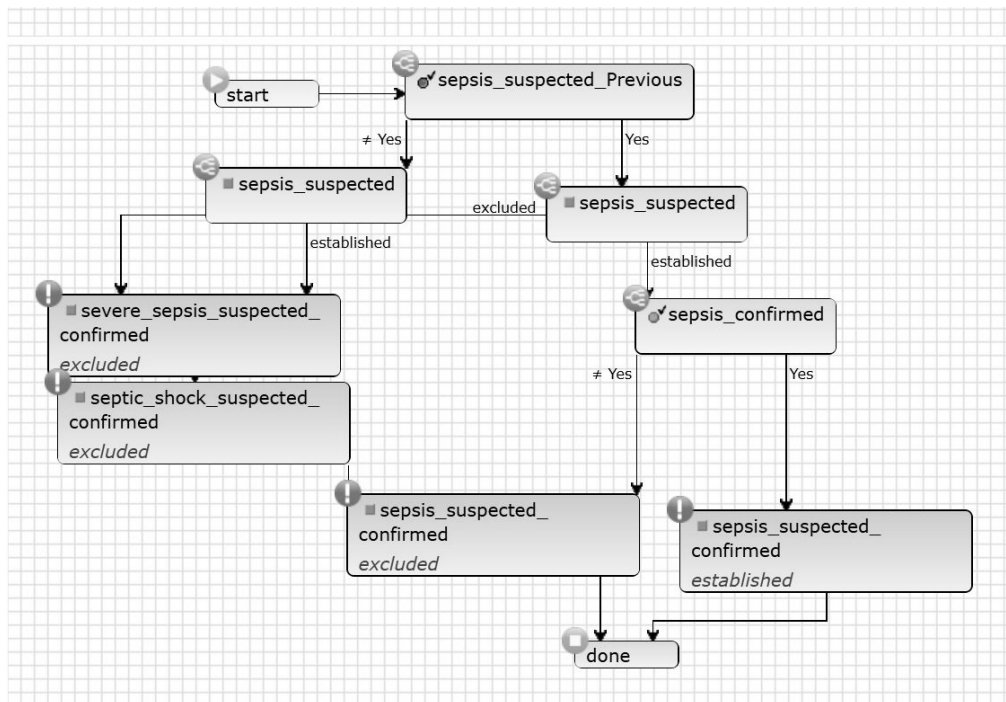 sepsis_suspected_Previous
start
≠ Yes
Yes
sepsis_suspected
sepsis_suspected
excluded
established
established
severe_sepsis_suspected_
confirmed
excluded
sepsis_confirmed
≠ Yes
Yes
septic_shock_suspected_
confirmed
excluded
sepsis_suspected_
confirmed
excluded
sepsis_suspected_
confirmed
established
done